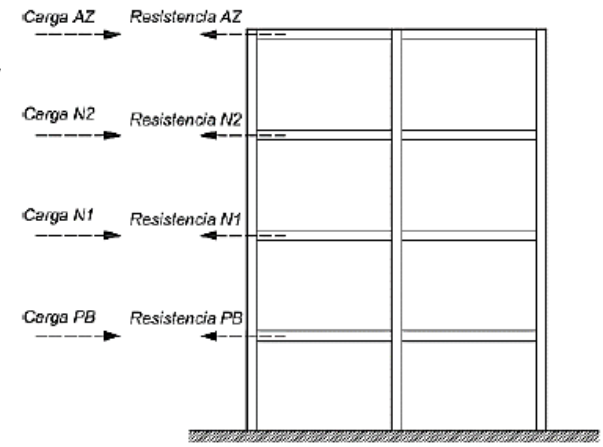 Carga AZ Resistencia AZ
Carga N2 Resistencia N2
Carga N1 Resistencia N1
Carga PB Resistencia PB